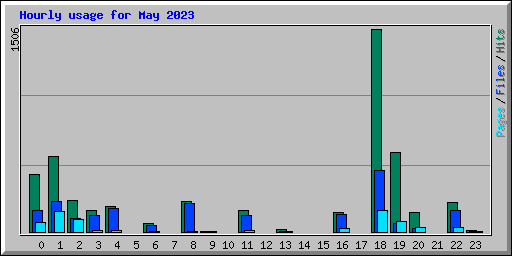 Hourly usage for May 2023
1506
Pages/Files/Hits
0 1 2 3 4 5 6 7 8 9 10 11 12 13 14 15 16 17 18 19 20 21 22 23